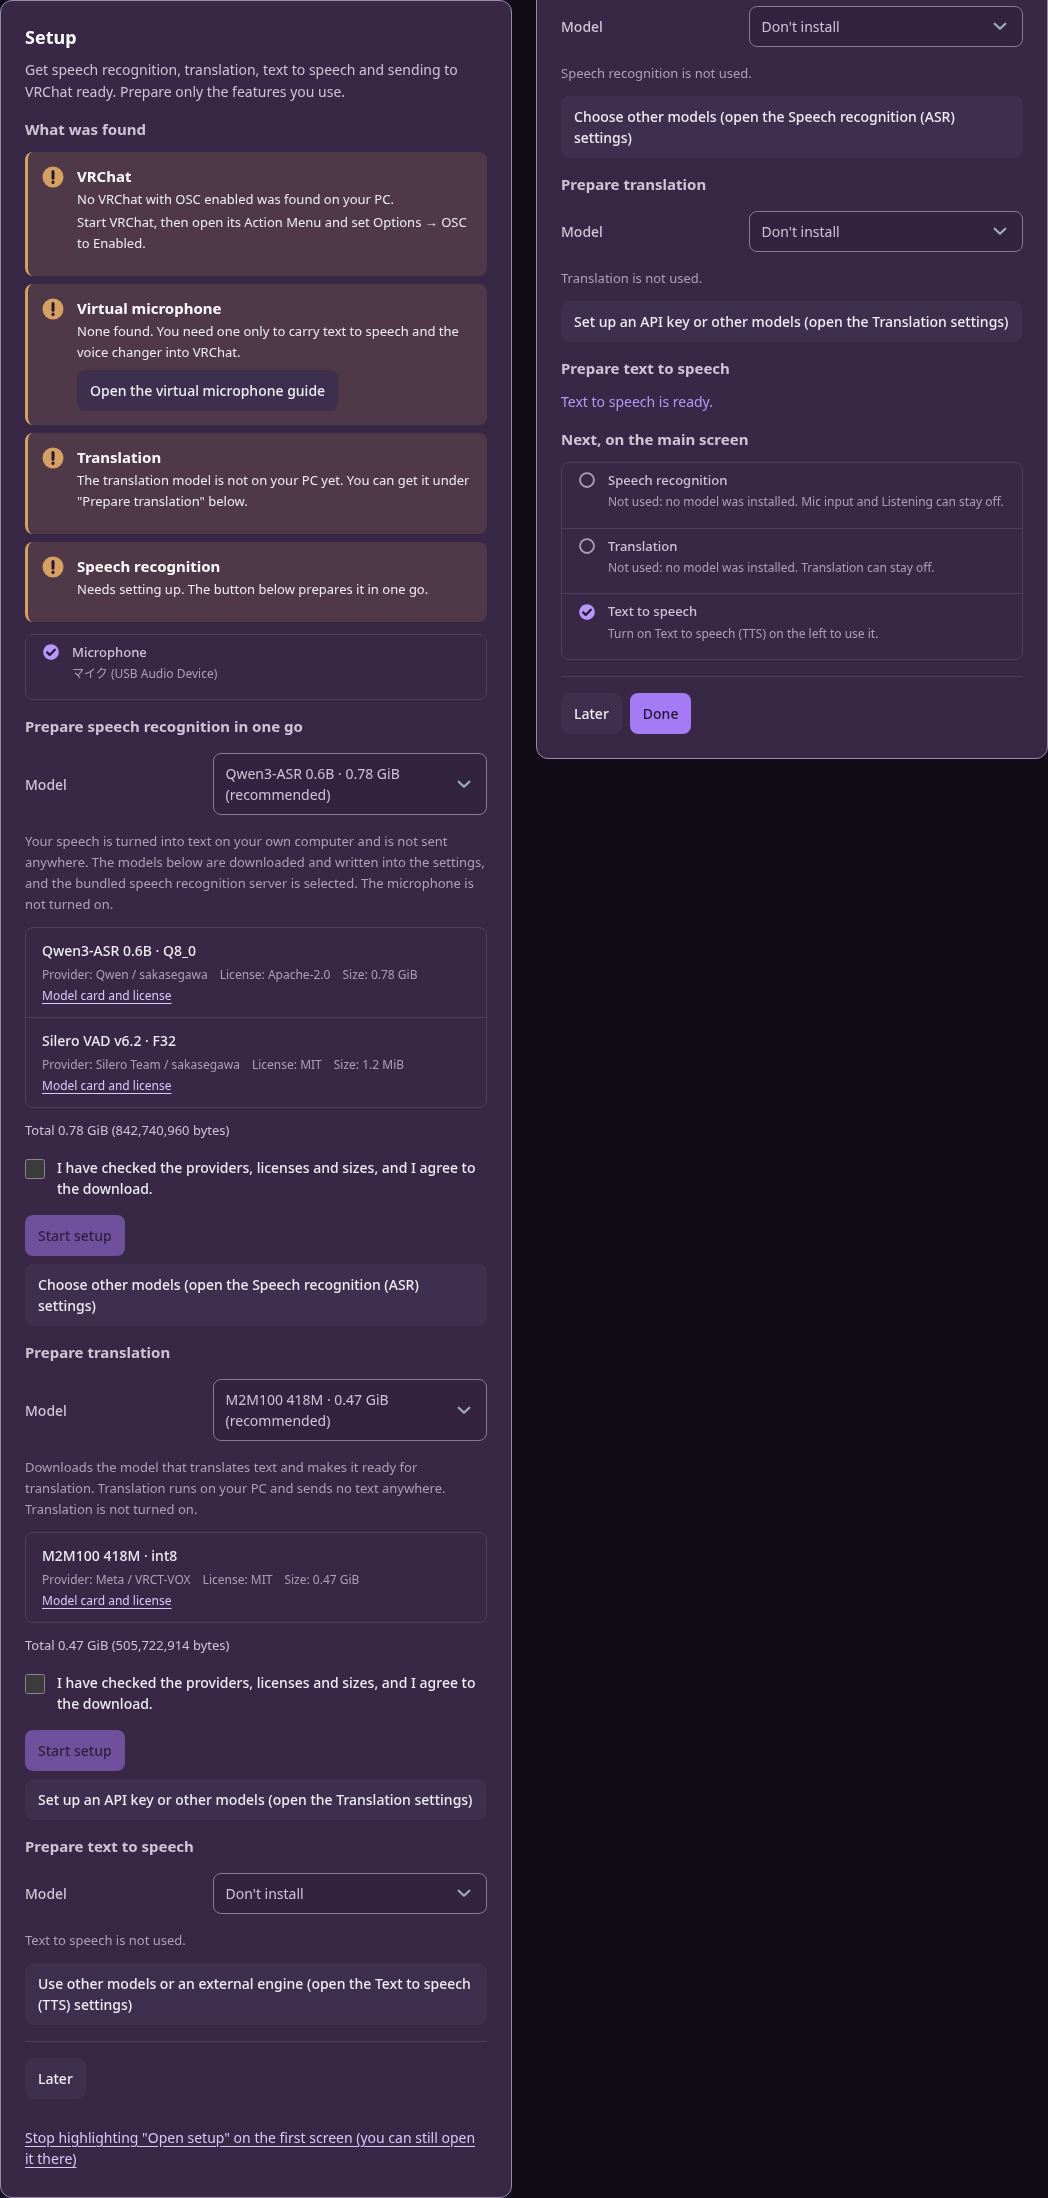 Setup
Get speech recognition, translation, text to speech and sending to
VRChat ready. Prepare only the features you use.
What was found
VRChat
No VRChat with OSC enabled was found on your PC.
Start VRChat, then open its Action Menu and set Options → OSC
to Enabled.
Virtual microphone
None found. You need one only to carry text to speech and the
voice changer into VRChat.
Open the virtual microphone guide
Translation
The translation model is not on your PC yet. You can get it under
"Prepare translation" below.
Speech recognition
Needs setting up. The button below prepares it in one go.
Microphone
マイク (USB Audio Device)
Prepare speech recognition in one go
Model
Qwen3-ASR 0.6B · 0.78 GiB
(recommended)
Your speech is turned into text on your own computer and is not sent
anywhere. The models below are downloaded and written into the settings,
and the bundled speech recognition server is selected. The microphone is
not turned on.
Qwen3-ASR 0.6B · Q8_0
Provider: Qwen / sakasegawa License: Apache-2.0 Size: 0.78 GiB
Model card and license
Silero VAD v6.2 · F32
Provider: Silero Team / sakasegawa License: MIT Size: 1.2 MiB
Model card and license
Total 0.78 GiB (842,740,960 bytes)
I have checked the providers, licenses and sizes, and I agree to
the download.
Start setup
Choose other models (open the Speech recognition (ASR)
settings)
Prepare translation
Model
M2M100 418M · 0.47 GiB
(recommended)
Downloads the model that translates text and makes it ready for
translation. Translation runs on your PC and sends no text anywhere.
Translation is not turned on.
M2M100 418M · int8
Provider: Meta / VRCT-VOX License: MIT Size: 0.47 GiB
Model card and license
Total 0.47 GiB (505,722,914 bytes)
I have checked the providers, licenses and sizes, and I agree to
the download.
Start setup
Set up an API key or other models (open the Translation settings)
Prepare text to speech
Model
Don't install
Text to speech is not used.
Use other models or an external engine (open the Text to speech
(TTS) settings)
Later
Stop highlighting "Open setup" on the first screen (you can still open
it there)
Model
Don't install
Speech recognition is not used.
Choose other models (open the Speech recognition (ASR)
settings)
Prepare translation
Model
Don't install
Translation is not used.
Set up an API key or other models (open the Translation settings)
Prepare text to speech
Text to speech is ready.
Next, on the main screen
Speech recognition
Not used: no model was installed. Mic input and Listening can stay off.
Translation
Not used: no model was installed. Translation can stay off.
Text to speech
Turn on Text to speech (TTS) on the left to use it.
Later
Done